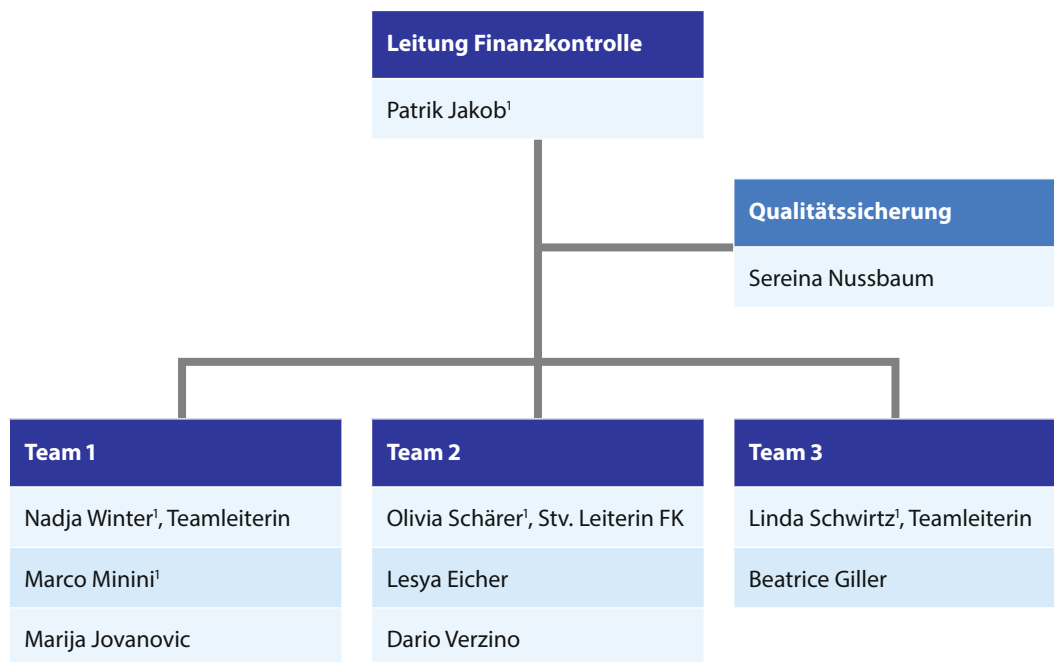 Leitung Finanzkontrolle
Patrik Jakob¹
Qualitätssicherung
Sereina Nussbaum
Team 1
Nadja Winter¹, Teamleiterin
Marco Minini¹
Marija Jovanovic
Team 2
Olivia Schärer¹, Stv. Leiterin FK
Lesya Eicher
Dario Verzino
Team 3
Linda Schwirtz¹, Teamleiterin
Beatrice Giller